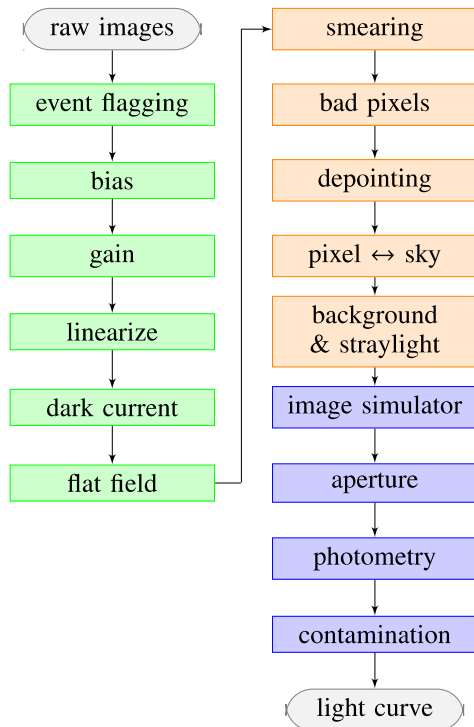 raw images
event flagging
bias
gain
linearize
dark current
flat field
smearing
bad pixels
depointing
pixel ↔ sky
background
& straylight
image simulator
aperture
photometry
contamination
light curve